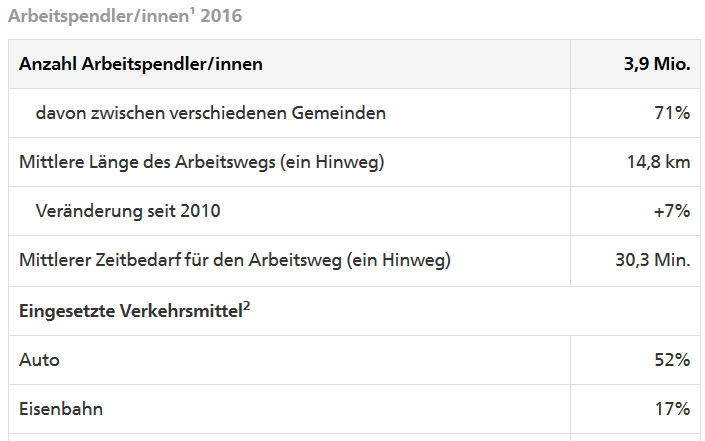 Arbeitspendler/innen¹ 2016
Anzahl Arbeitspendler/innen 3,9 Mio.
davon zwischen verschiedenen Gemeinden 71%
Mittlere Länge des Arbeitswegs (ein Hinweg) 14,8 km
Veränderung seit 2010 +7%
Mittlerer Zeitbedarf für den Arbeitsweg (ein Hinweg) 30,3 Min.
Eingesetzte Verkehrsmittel²
Auto 52%
Eisenbahn 17%